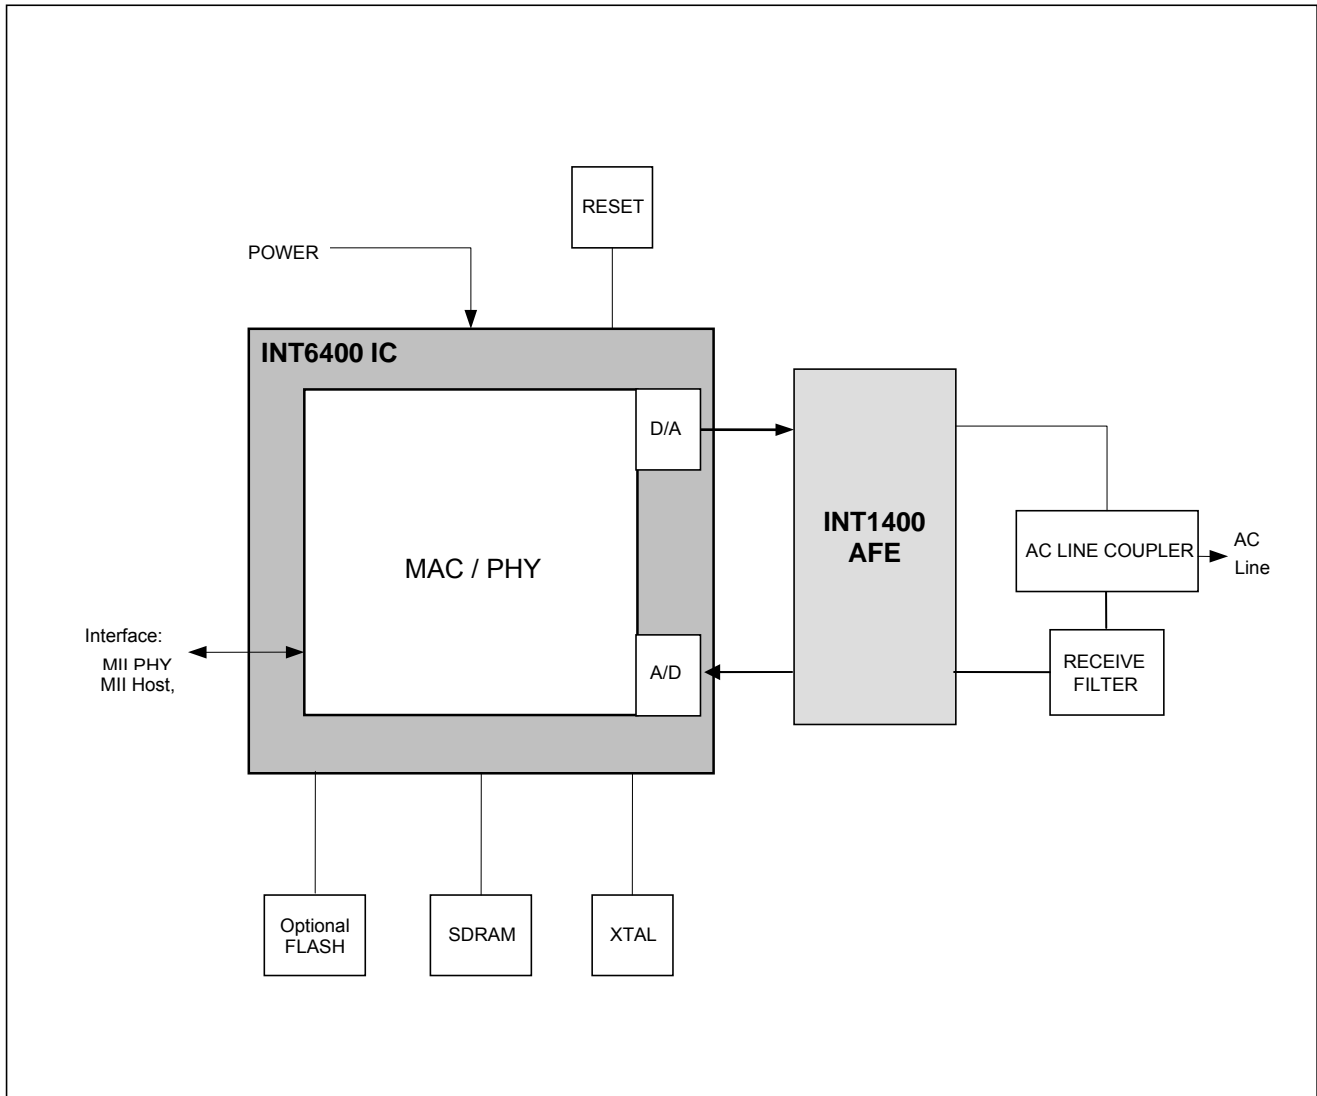 RESET
POWER
INT6400 IC
D/A
INT1400
AFE
AC LINE COUPLER
AC
Line
MAC / PHY
Interface:
MII PHY
MII Host,
A/D
RECEIVE
FILTER
Optional
FLASH
SDRAM
XTAL